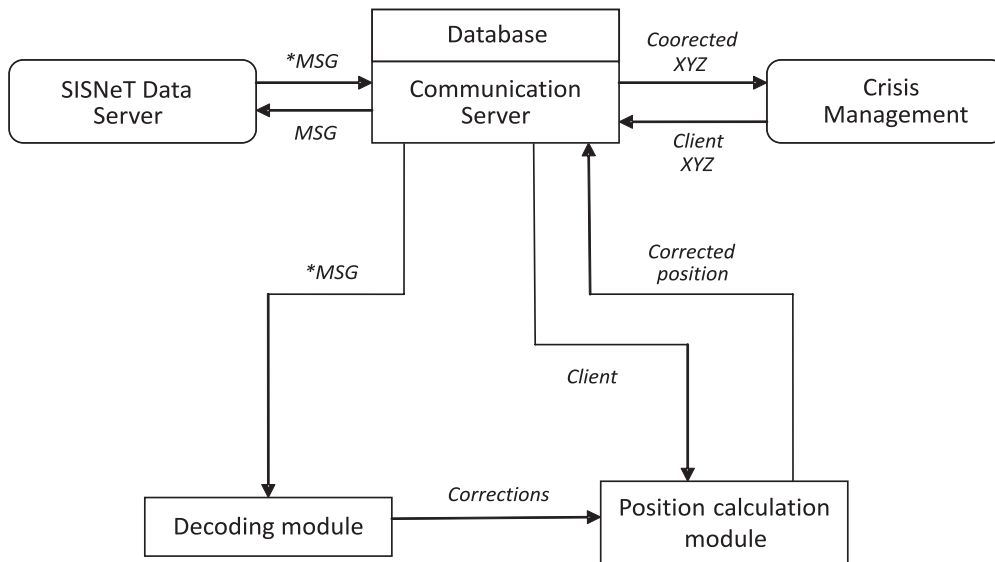 Database
*MSG
Coorected
XYZ
SISNeT Data
Server
Communication
Server
Crisis
Management
MSG
Client
XYZ
*MSG
Corrected
position
Client
Corrections
Decoding module
Position calculation
module